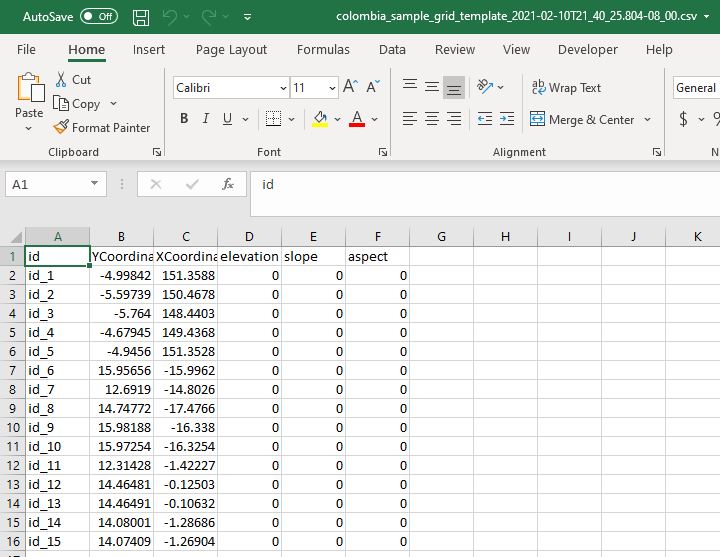 AutoSave Off colombia_sample_grid_template_2021-02-10T21_40_25.804-08_00.csv
File Home Insert Page Layout Formulas Data Review View Developer Help
Paste Cut Copy Format Painter
Calibri 11 A A
B I U A
ab Wrap Text
Merge & Center
General
$ %
Clipboard Font Alignment N
A1 fx id
A B C D E F G H I J K
1 id YCoordina XCoordina elevation slope aspect
2 id_1 -4.99842 151.3588 0 0 0
3 id_2 -5.59739 150.4678 0 0 0
4 id_3 -5.764 148.4403 0 0 0
5 id_4 -4.67945 149.4368 0 0 0
6 id_5 -4.9456 151.3528 0 0 0
7 id_6 15.95656 -15.9962 0 0 0
8 id_7 12.6919 -14.8026 0 0 0
9 id_8 14.74772 -17.4766 0 0 0
10 id_9 15.98188 -16.338 0 0 0
11 id_10 15.97254 -16.3254 0 0 0
12 id_11 12.31428 -1.42227 0 0 0
13 id_12 14.46481 -0.12503 0 0 0
14 id_13 14.46491 -0.10632 0 0 0
15 id_14 14.08001 -1.28686 0 0 0
16 id_15 14.07409 -1.26904 0 0 0